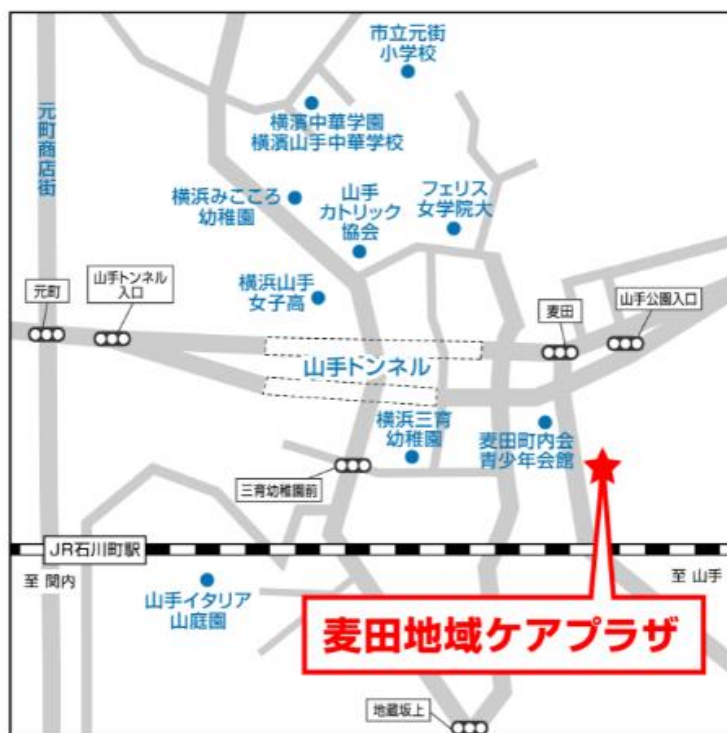 市立元街
小学校
元町商店街
横濱中華学園
横濱山手中華学校
横浜みこころ
幼稚園
山手
カトリック
協会
フェリス
女学院大
元町
山手トンネル
入口
横浜山手
女子高
麦田
山手公園入口
山手トンネル
横浜三育
幼稚園
麦田町内会
青少年会館
三育幼稚園前
JR石川町駅
至 関内
至 山手
山手イタリア
山庭園
麦田地域ケアプラザ
地蔵坂上